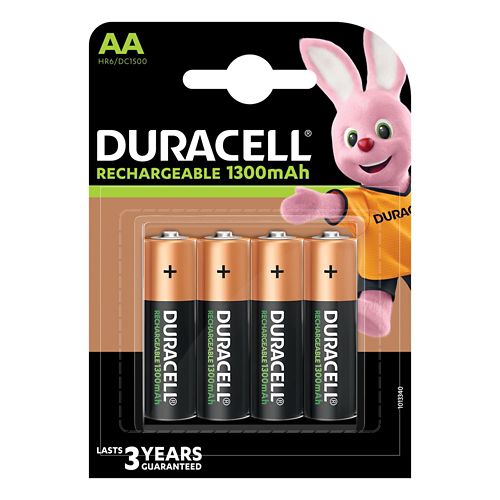 AA
HR6/DC1500
DURACELL®
RECHARGEABLE 1300mAh
DURACELL
+
+
+
+
DURACELL®
RECHARGEABLE 1300mAh
DURACELL®
RECHARGEABLE 1300mAh
DURACELL®
RECHARGEABLE 1300mAh
DURACELL®
RECHARGEABLE 1300mAh
1013340
LASTS 3 YEARS
GUARANTEED